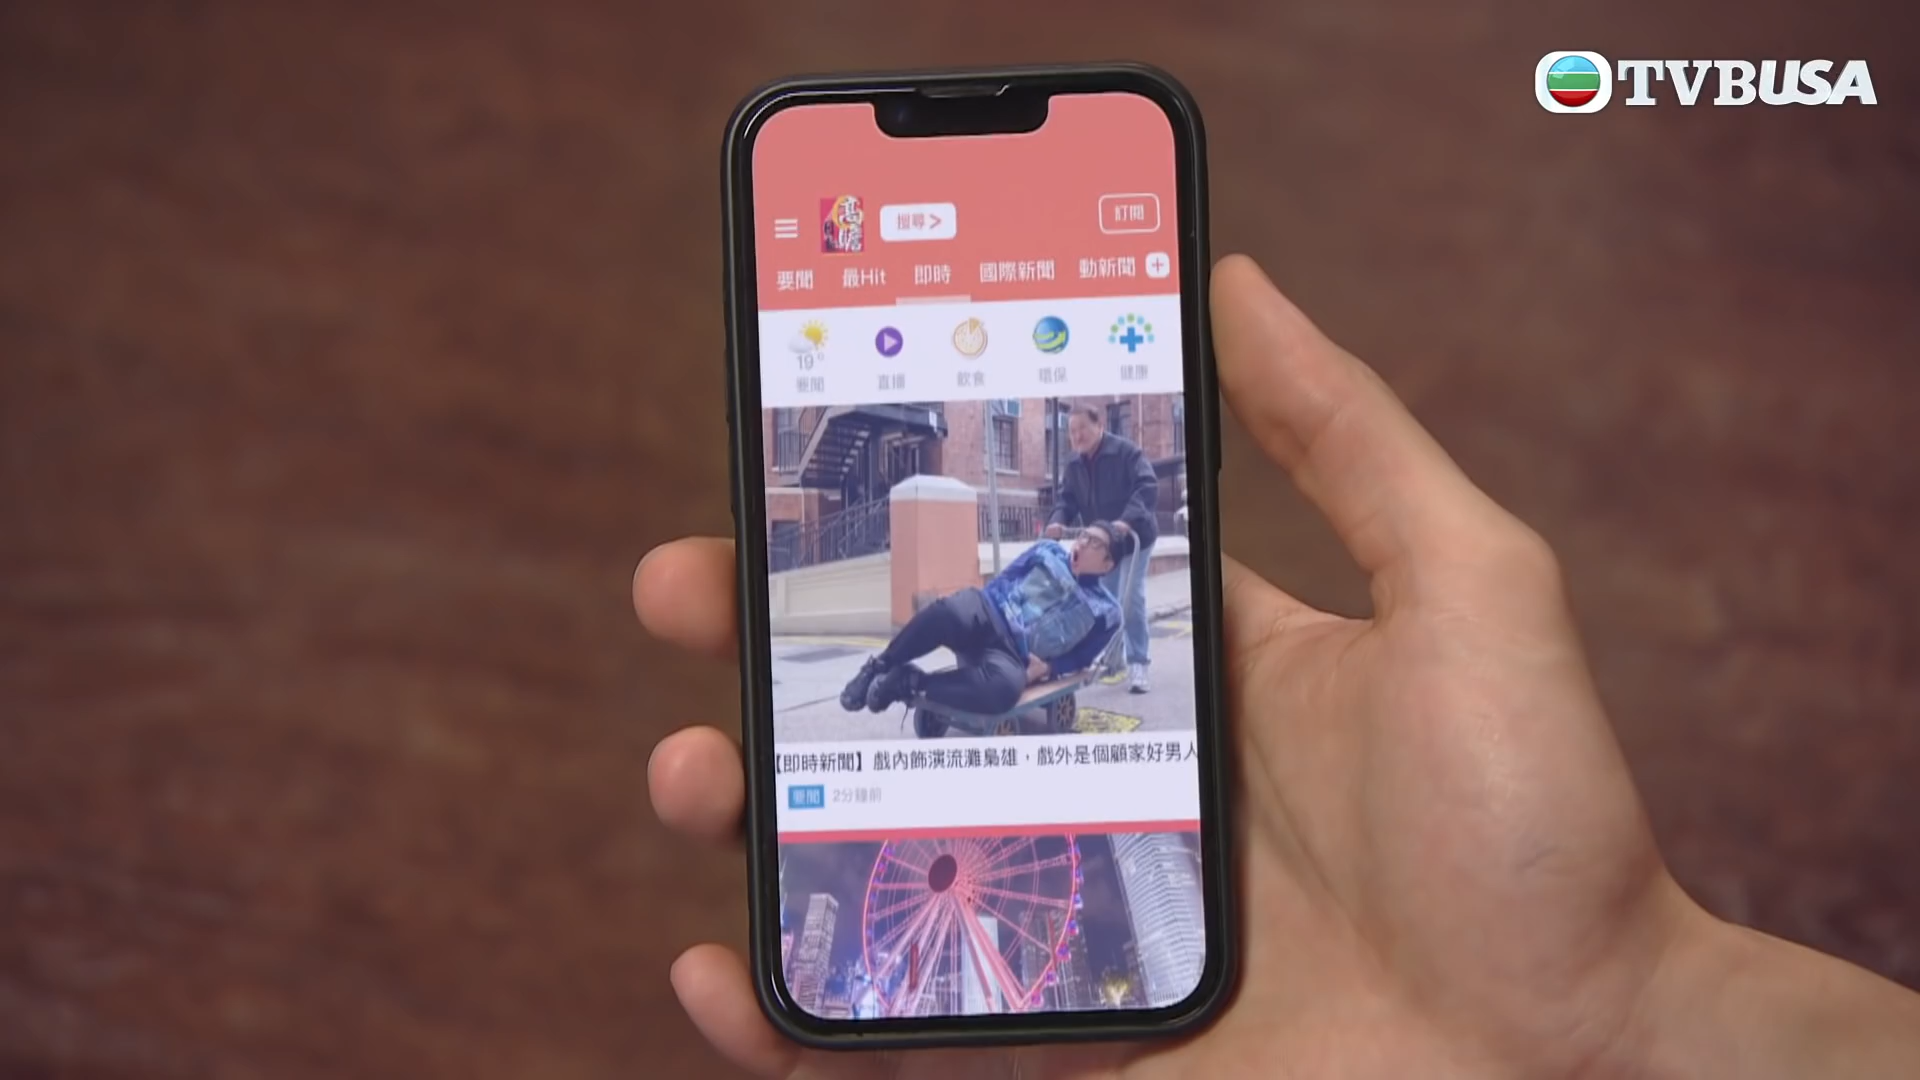 TVBUSA
高瞻
搜尋 >
訂閱
要聞 最Hit 即時 國際新聞 動新聞
19°
要聞 直播 飲食 環保 健康
【即時新聞】戲內飾演流灘梟雄，戲外是個顧家好男人
要聞 2分鐘前